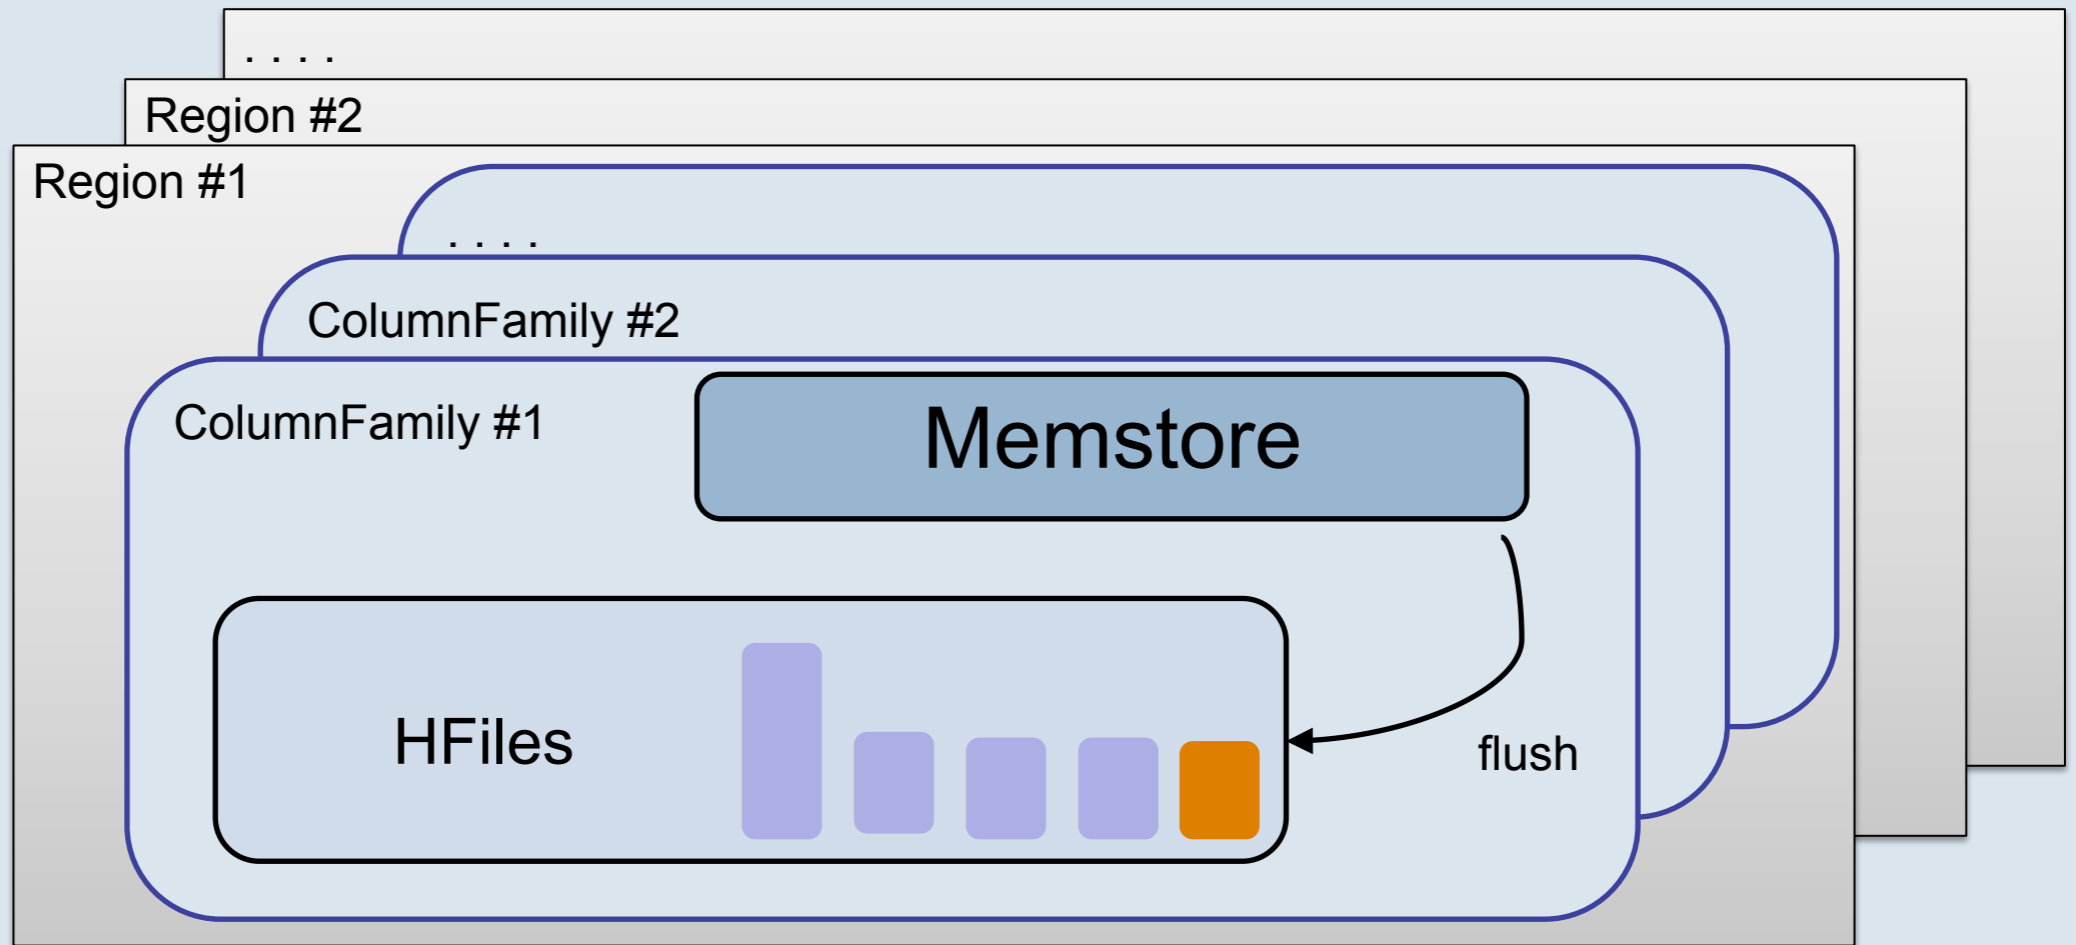 . . . .
Region #2
Region #1
. . . .
ColumnFamily #2
ColumnFamily #1
Memstore
HFiles
flush